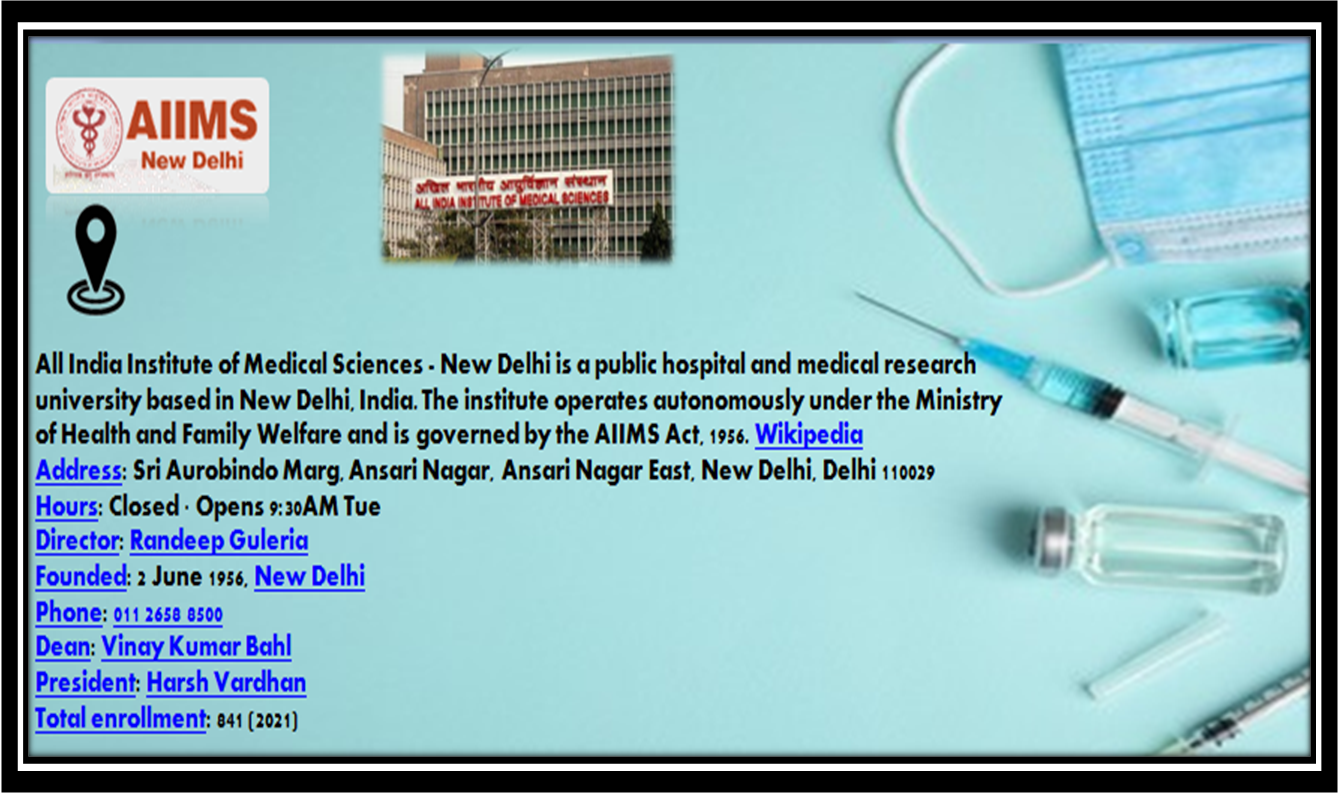 AIIMS
New Delhi
अखिल भारतीय आयुर्विज्ञान संस्थान
ALL INDIA INSTITUTE OF MEDICAL SCIENCES
All India Institute of Medical Sciences - New Delhi is a public hospital and medical research
university based in New Delhi, India. The institute operates autonomously under the Ministry
of Health and Family Welfare and is governed by the AIIMS Act, 1956. Wikipedia
Address: Sri Aurobindo Marg, Ansari Nagar, Ansari Nagar East, New Delhi, Delhi 110029
Hours: Closed · Opens 9:30AM Tue
Director: Randeep Guleria
Founded: 2 June 1956, New Delhi
Phone: 011 2658 8500
Dean: Vinay Kumar Bahl
President: Harsh Vardhan
Total enrollment: 841 (2021)